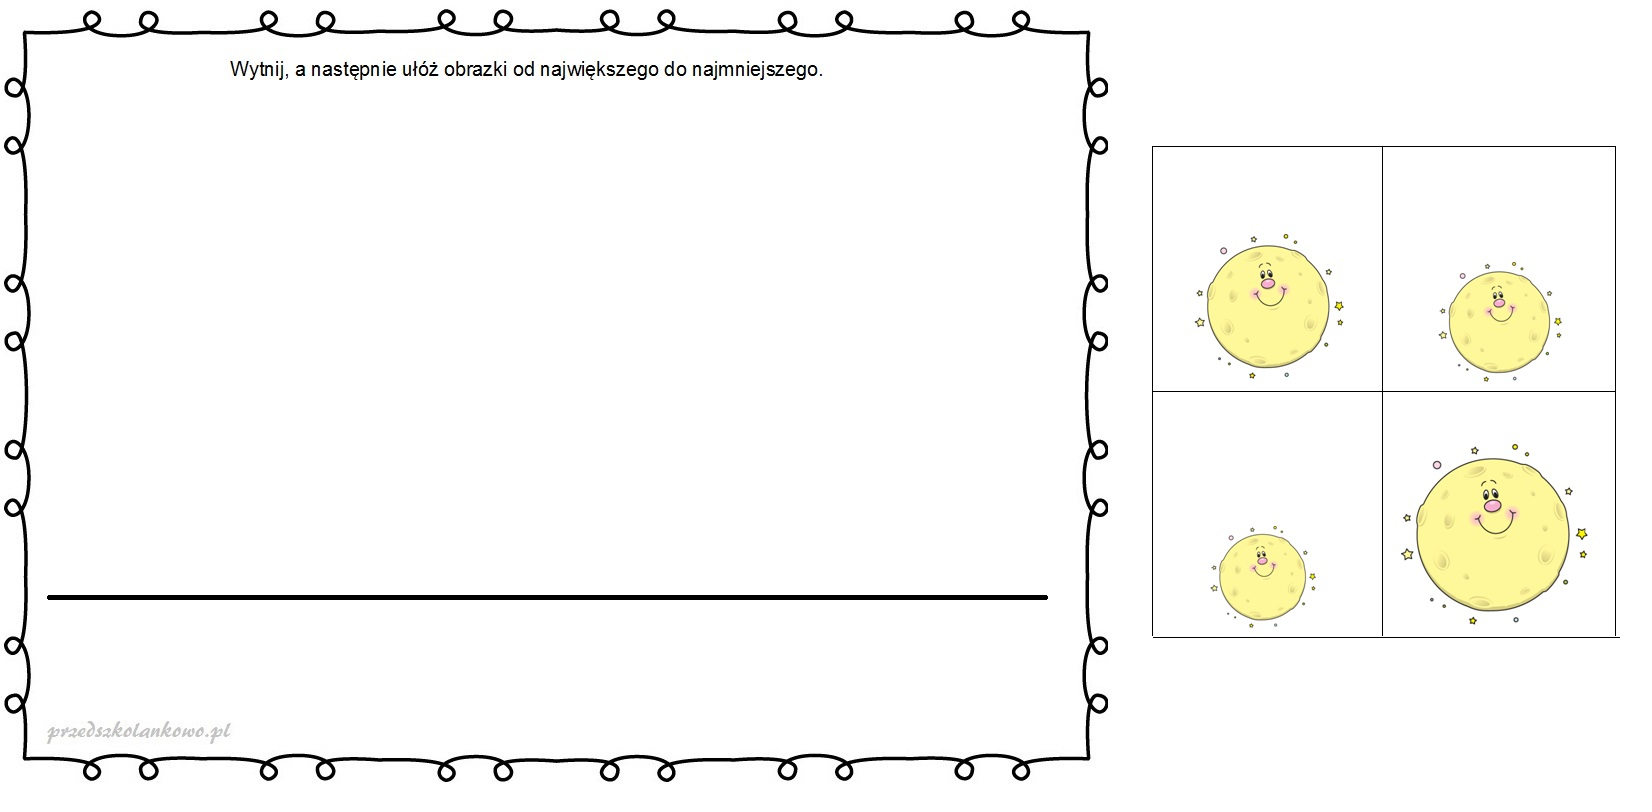 Wytnij, a następnie ułóż obrazki od największego do najmniejszego.
przedszkolankowo.pl